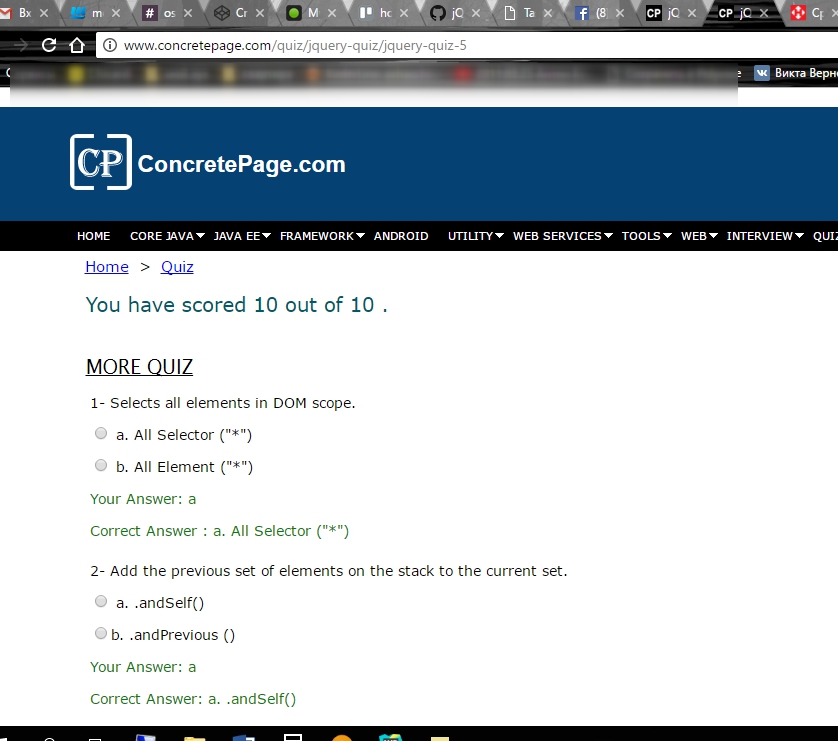 Вх
m
# os
Cr
M
ho
jQ
Ta
f (8
CP jQ
CP jQ
Ср
www.concretepage.com/quiz/jquery-quiz/jquery-quiz-5
Викта Верн
CP ConcretePage.com
HOME CORE JAVA JAVA EE FRAMEWORK ANDROID UTILITY WEB SERVICES TOOLS WEB INTERVIEW QUIZ
Home > Quiz
You have scored 10 out of 10 .
MORE QUIZ
1- Selects all elements in DOM scope.
a. All Selector ("*")
b. All Element ("*")
Your Answer: a
Correct Answer : a. All Selector ("*")
2- Add the previous set of elements on the stack to the current set.
a. .andSelf()
b. .andPrevious ()
Your Answer: a
Correct Answer: a. .andSelf()